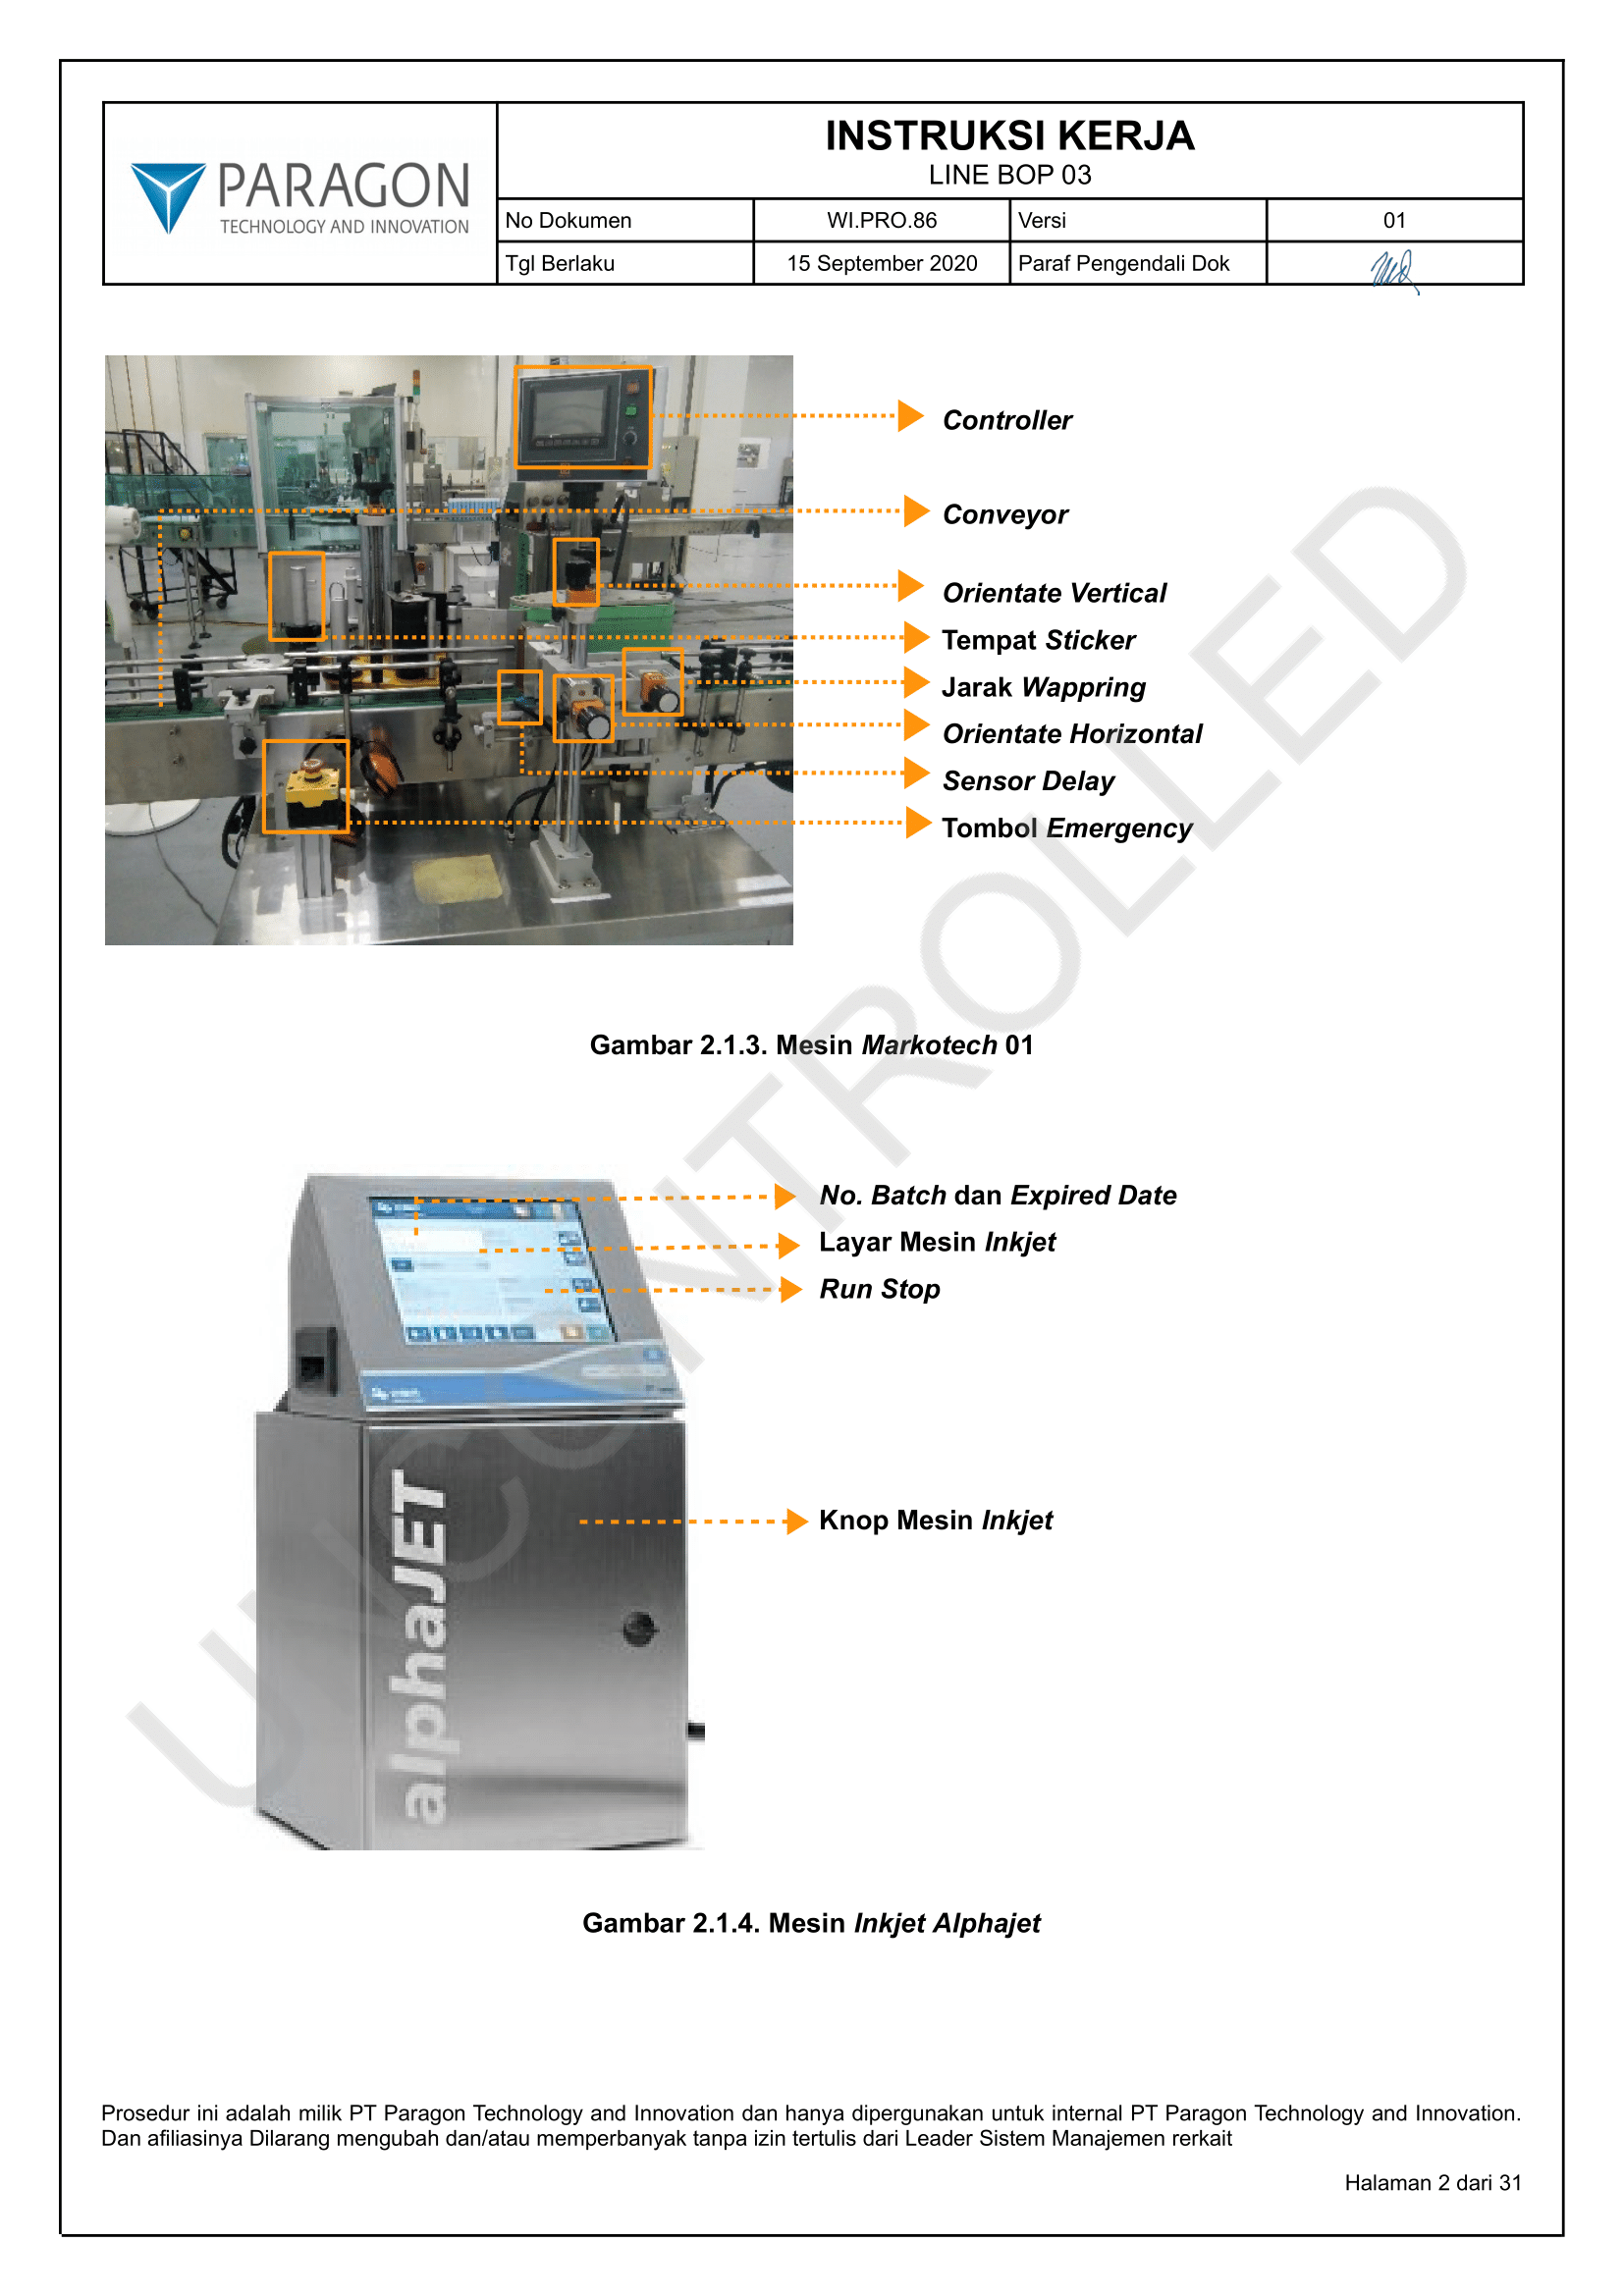 PARAGON
TECHNOLOGY AND INNOVATION
INSTRUKSI KERJA
LINE BOP 03
No Dokumen
WI.PRO.86
Versi
01
Tgl Berlaku
15 September 2020
Paraf Pengendali Dok
Controller
Conveyor
Orientate Vertical
Tempat Sticker
Jarak Wappring
Orientate Horizontal
Sensor Delay
Tombol Emergency
Gambar 2.1.3. Mesin Markotech 01
No. Batch dan Expired Date
Layar Mesin Inkjet
Run Stop
Knop Mesin Inkjet
alphaJET
Gambar 2.1.4. Mesin Inkjet Alphajet
UNCONTROLLED
Prosedur ini adalah milik PT Paragon Technology and Innovation dan hanya dipergunakan untuk internal PT Paragon Technology and Innovation.
Dan afiliasinya Dilarang mengubah dan/atau memperbanyak tanpa izin tertulis dari Leader Sistem Manajemen rerkait
Halaman 2 dari 31